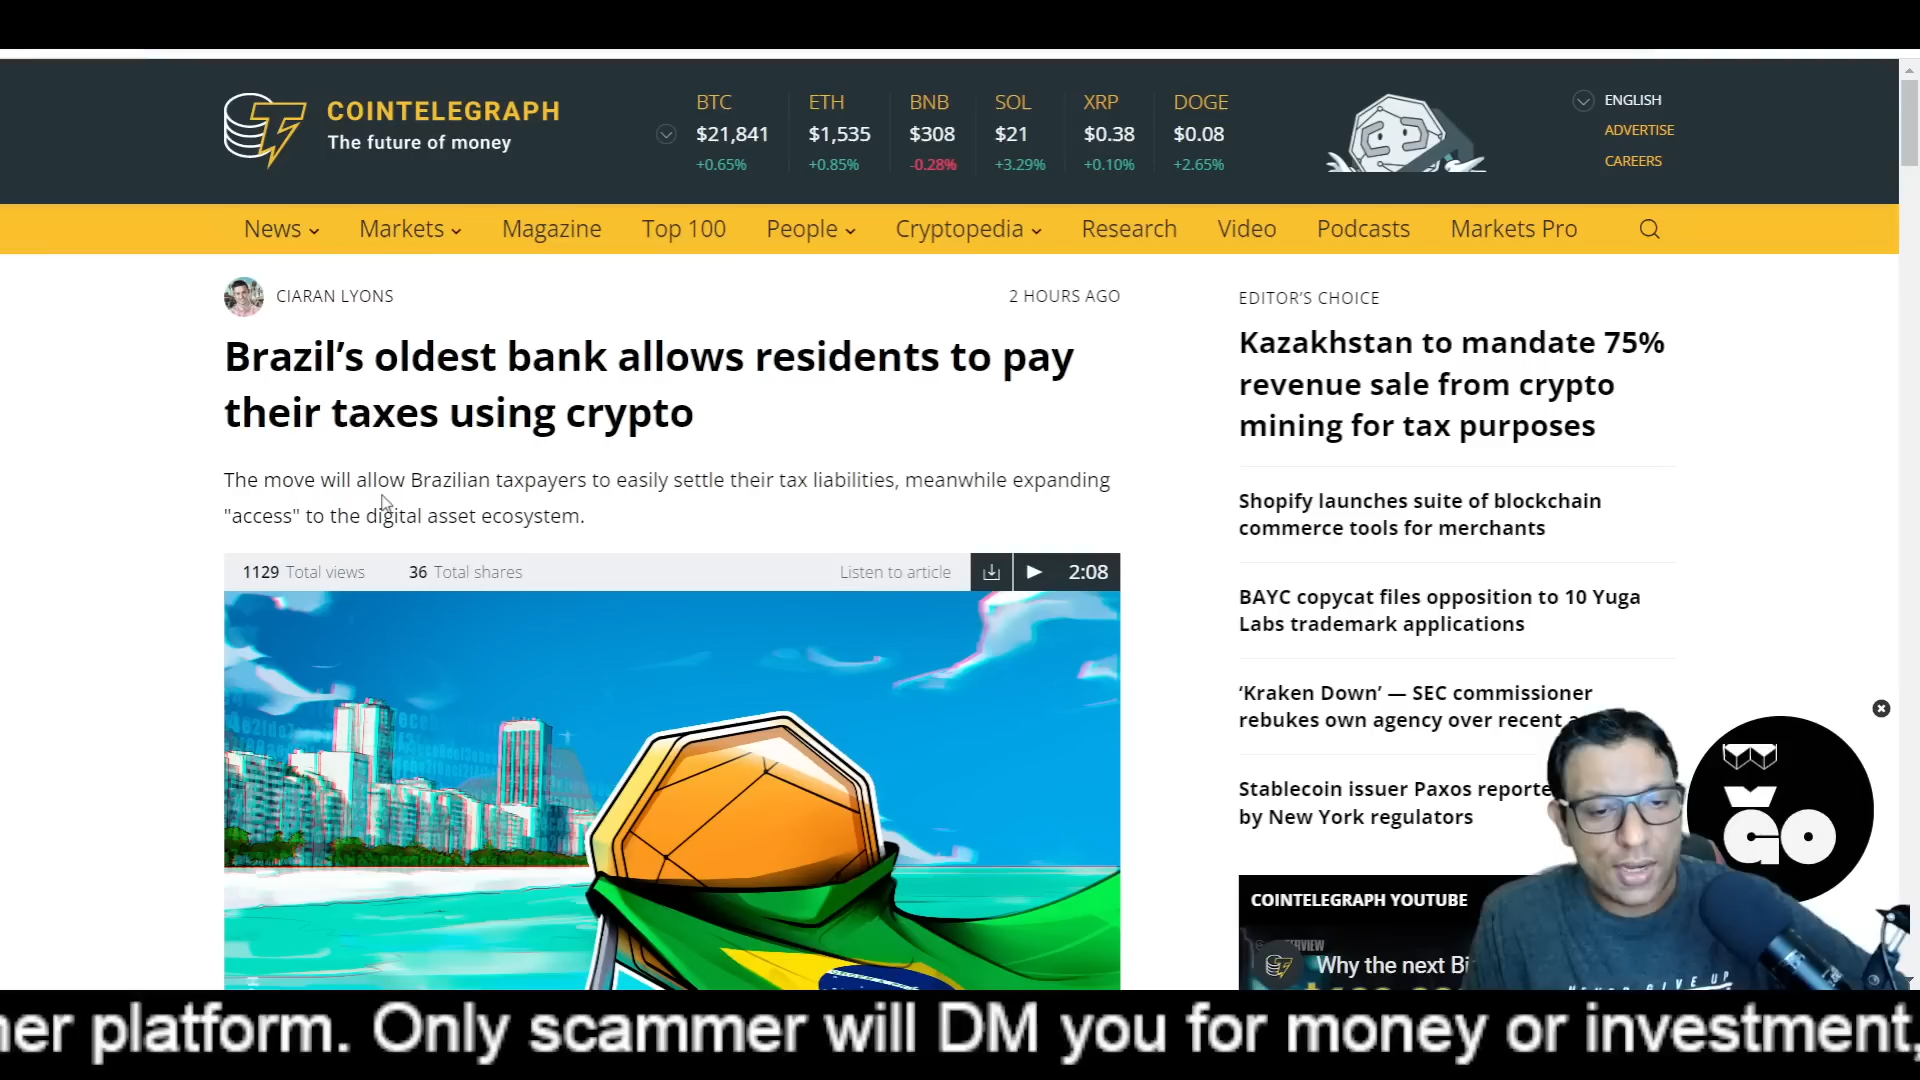 COINTELEGRAPH
The future of money
BTC
$21,841
+0.65%
ETH
$1,535
+0.85%
BNB
$308
-0.28%
SOL
$21
+3.29%
XRP
$0.38
+0.10%
DOGE
$0.08
+2.65%
ENGLISH
ADVERTISE
CAREERS
News Markets Magazine Top 100 People Cryptopedia Research Video Podcasts Markets Pro
CIARAN LYONS
2 HOURS AGO
Brazil’s oldest bank allows residents to pay
their taxes using crypto
The move will allow Brazilian taxpayers to easily settle their tax liabilities, meanwhile expanding
"access" to the digital asset ecosystem.
1129 Total views 36 Total shares Listen to article 2:08
EDITOR’S CHOICE
Kazakhstan to mandate 75%
revenue sale from crypto
mining for tax purposes
Shopify launches suite of blockchain
commerce tools for merchants
BAYC copycat files opposition to 10 Yuga
Labs trademark applications
‘Kraken Down’ — SEC commissioner
rebukes own agency over recent
Stablecoin issuer Paxos reporte
by New York regulators
GO
COINTELEGRAPH YOUTUBE
Why the next Bi
NEVER GIVE UP
platform. Only scammer will DM you for money or investment,